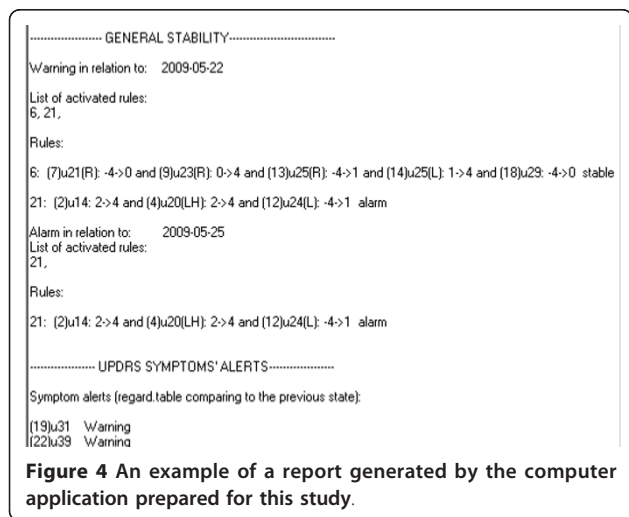 -------------------- GENERAL STABILITY------------------------------
Warning in relation to: 2009-05-22
List of activated rules:
6, 21,
Rules:
6: (7)u21(R): -4->0 and (9)u23(R): 0->4 and (13)u25(R): -4->1 and (14)u25(L): 1->4 and (18)u29: -4->0 stable
21: (2)u14: 2->4 and (4)u20(LH): 2->4 and (12)u24(L): -4->1 alarm
Alarm in relation to: 2009-05-25
List of activated rules:
21,
Rules:
21: (2)u14: 2->4 and (4)u20(LH): 2->4 and (12)u24(L): -4->1 alarm
------------------ UPDRS SYMPTOMS' ALERTS------------------
Symptom alerts (regard.table comparing to the previous state):
(19)u31 Warning
(22)u39 Warning
Figure 4 An example of a report generated by the computer
application prepared for this study.